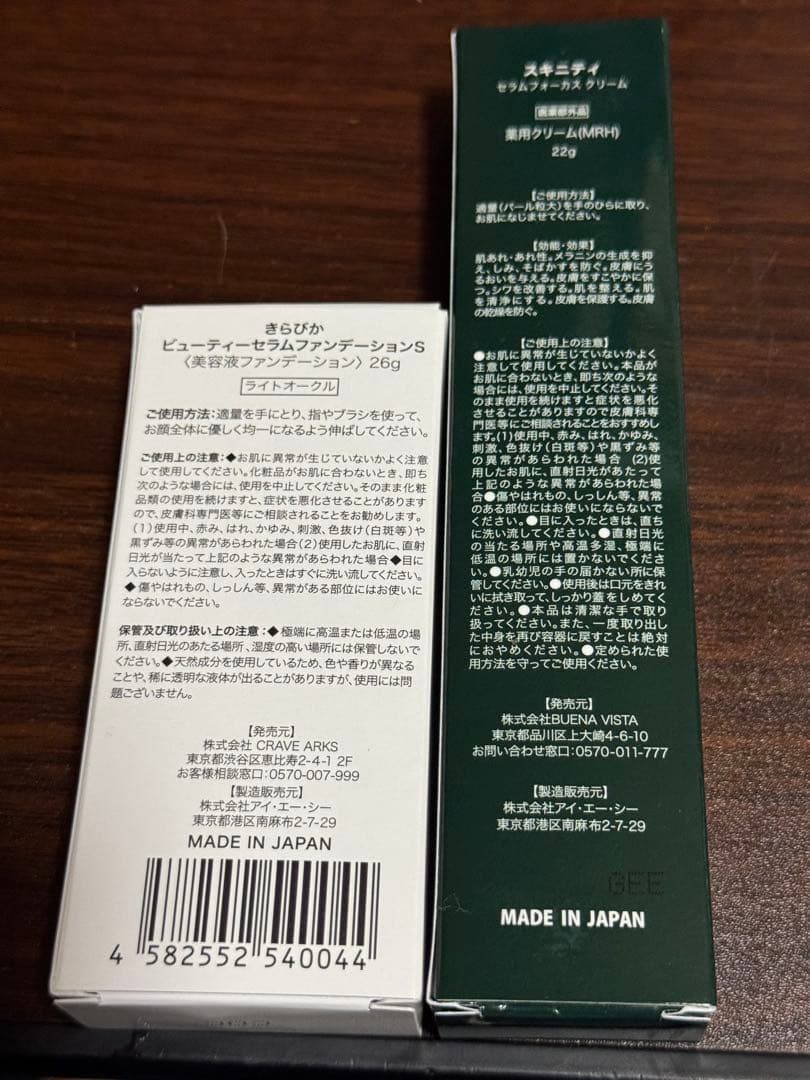 きらびか
ビューティーセラムファンデーションS
〈美容液ファンデーション〉26g
ライトオークル
ご使用方法:適量を手にとり、指やブラシを使って、
お顔全体に優しく均一になるよう伸ばしてください。
ご使用上の注意:◆お肌に異常が生じていないかよく注意
して使用してください。化粧品がお肌に合わないとき、即ち
次のような場合には、使用を中止してください。そのまま化粧
品類の使用を続けますと、症状を悪化させることがあります
ので、皮膚科専門医等にご相談されることをお勧めします。
(1)使用中、赤み、はれ、かゆみ、刺激、色抜け(白斑等)や
黒ずみ等の異常があらわれた場合(2)使用したお肌に、直射
日光が当たって上記のような異常があらわれた場合◆目に
入らないように注意し、入ったときはすぐに洗い流してください。
◆傷やはれもの、しっしん等、異常がある部位にはお使いに
ならないでください。
保管及び取り扱い上の注意:◆極端に高温または低温の場
所、直射日光のあたる場所、湿度の高い場所には保管しないで
ください。◆天然成分を使用しているため、色や香りが異なる
ことや、稀に透明な液体が出ることがありますが、使用には問
題ございません。
【発売元】
株式会社 CRAVE ARKS
東京都渋谷区恵比寿2-4-1 2F
お客様相談窓口:0570-007-999
【製造販売元】
株式会社アイ・エー・シー
東京都港区南麻布2-7-29
MADE IN JAPAN
4 582552 540044
スキニティ
セラムフォーカス クリーム
医薬部外品
薬用クリーム(MRH)
22g
【ご使用方法】
適量(パール粒大)を手のひらに取り、
お肌になじませてください。
【効能・効果】
肌あれ・あれ性。メラニンの生成を抑
え、しみ、そばかすを防ぐ。皮膚にう
るおいを与える。皮膚をすこやかに保
つ。シワを改善する。肌を整える。肌
を清浄にする。皮膚を保護する。皮膚
の乾燥を防ぐ。
【ご使用上の注意】
●お肌に異常が生じていないかよく
注意して使用してください。本品が
お肌に合わないとき、即ち次のような
場合には、使用を中止してください。そ
のまま使用を続けますと症状を悪化
させることがありますので皮膚科専
門医等にご相談されることをおすすめし
ます。(1)使用中、赤み、はれ、かゆみ、
刺激、色抜け(白斑等)や黒ずみ等
の異常があらわれた場合 (2)使
用したお肌に、直射日光があたって
上記のような異常があらわれた場
合●傷やはれもの、しっしん等、異常
のある部位にはお使いにならないで
ください。●目に入ったときは、直ち
に洗い流してください。●直射日光
の当たる場所や高温多湿、極端に
低温の場所には置かないでくださ
い。●乳幼児の手の届かない所に保
管してください。●使用後は口元をきれ
いに拭き取って、しっかり蓋をしめてく
ださい。●本品は清潔な手で取り
扱ってください。また、一度取り出し
た中身を再び容器に戻すことは絶対
におやめください。●定められた使
用方法を守ってご使用ください。
【発売元】
株式会社BUENA VISTA
東京都品川区上大崎4-6-10
お問い合わせ窓口:0570-011-777
【製造販売元】
株式会社アイ・エー・シー
東京都港区南麻布2-7-29
GEE
MADE IN JAPAN